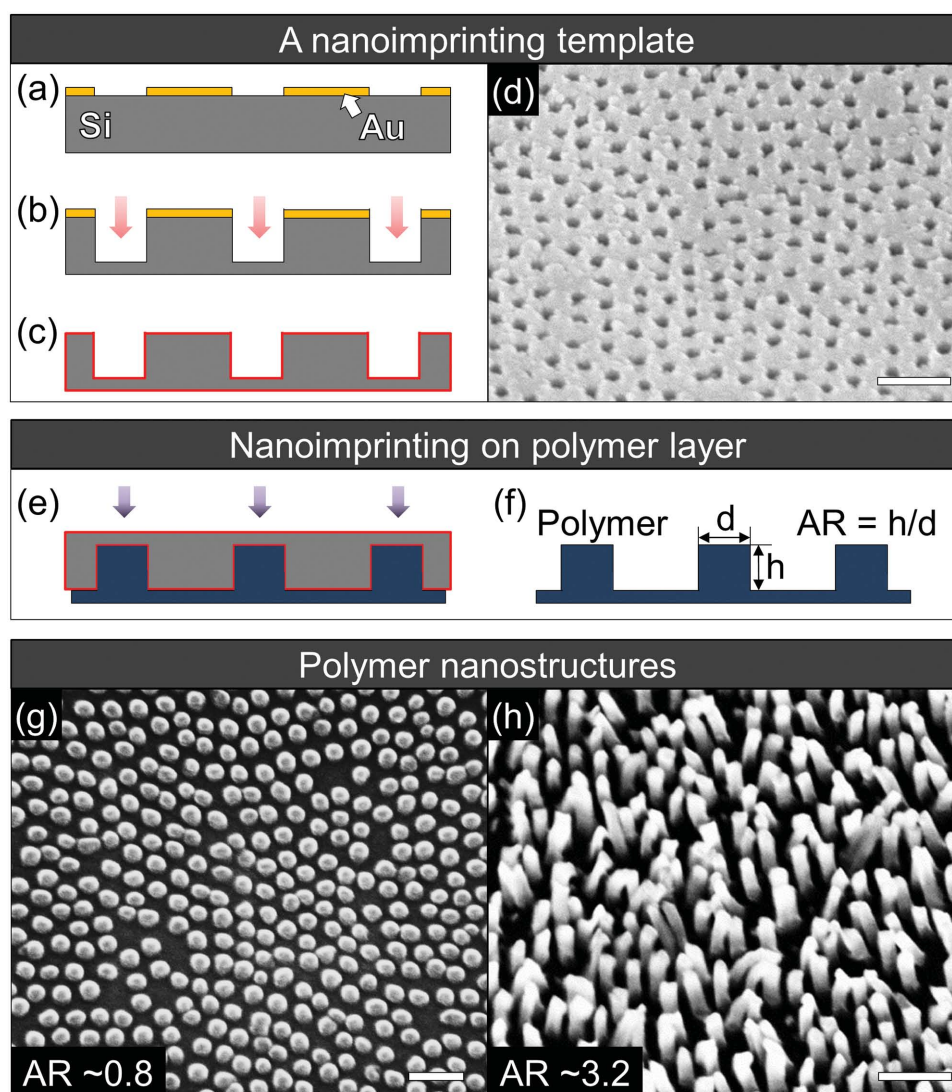 A nanoimprinting template
(a)
Si
Au
(b)
(c)
(d)
Nanoimprinting on polymer layer
(e)
(f)
Polymer
d
AR = h/d
h
Polymer nanostructures
(g)
AR ~0.8
(h)
AR ~3.2